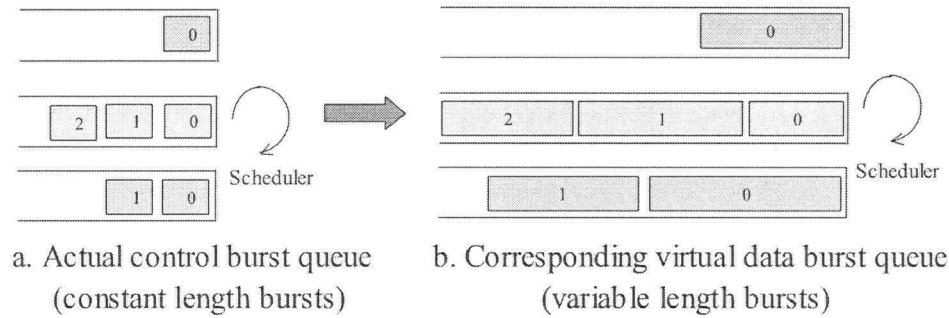 0
0
2 1 0
2 1 0
Scheduler
Scheduler
1 0
1 0
a. Actual control burst queue
(constant length bursts)
b. Corresponding virtual data burst queue
(variable length bursts)